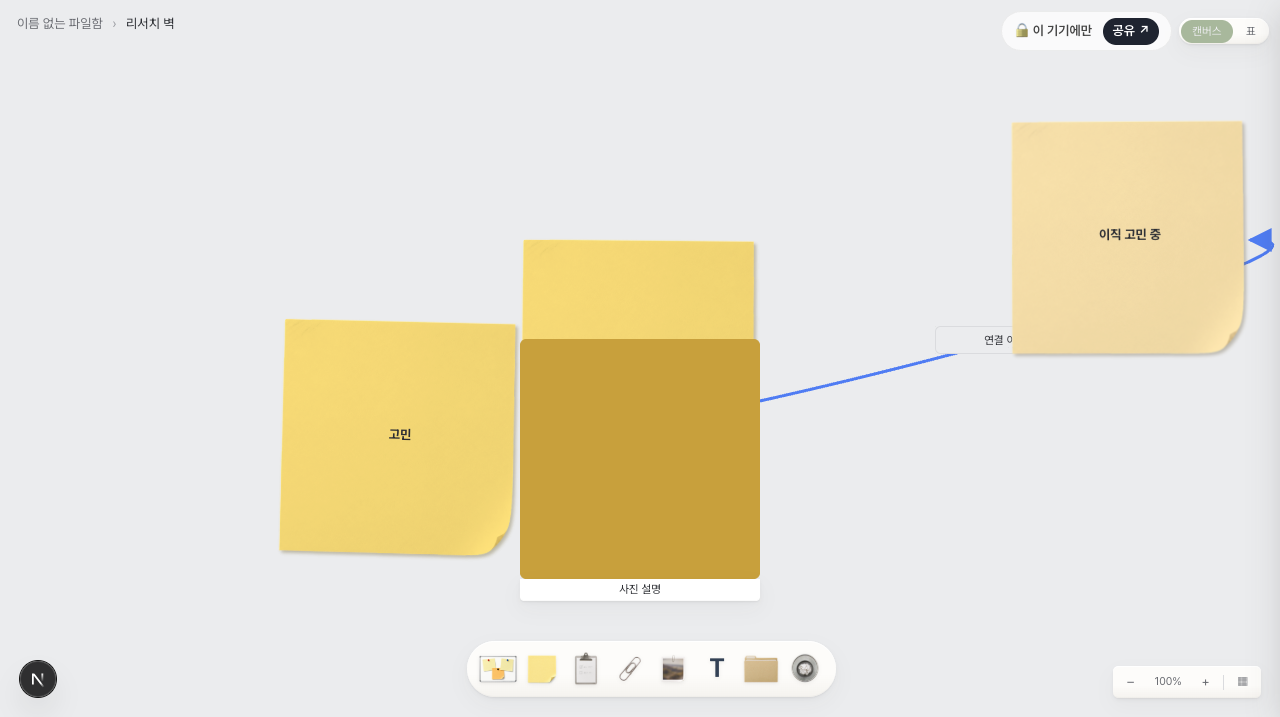 이름 없는 파일함 › 리서치 벽
이 기기에만
공유 ↗
캔버스
표
이직 고민 중
연결
고민
사진 설명
T
N
− 100% +